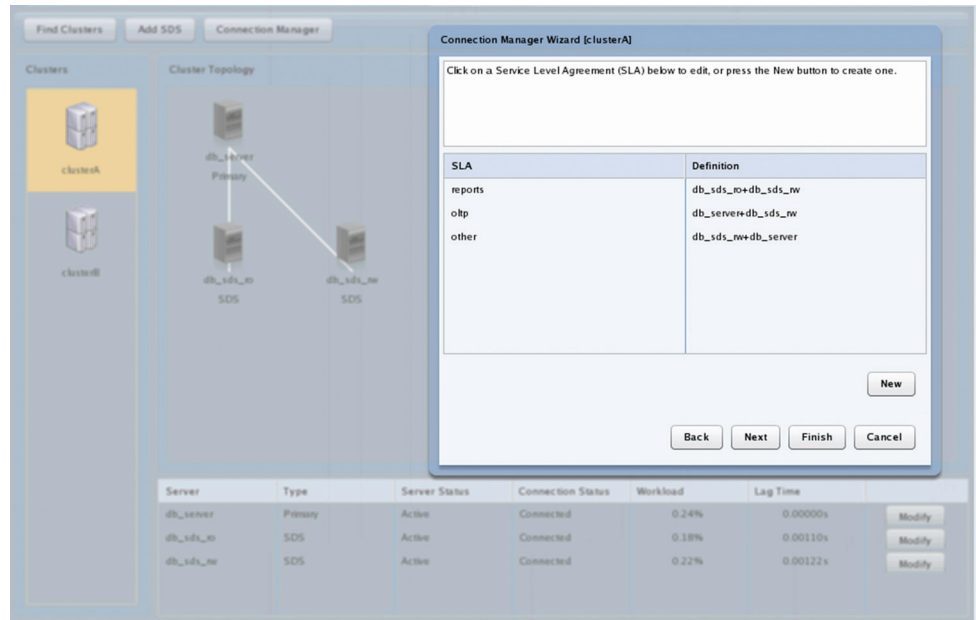 Find Clusters Add SDS Connection Manager
Clusters
clusterA
clusterB
Cluster Topology
db_server
Primary
db_sds_ro
SDS
db_sds_rw
SDS
Connection Manager Wizard [clusterA]
Click on a Service Level Agreement (SLA) below to edit, or press the New button to create one.
SLA Definition
reports db_sds_ro+db_sds_rw
oltp db_server+db_sds_rw
other db_sds_rw+db_server
New
Back Next Finish Cancel
Server Type Server Status Connection Status Workload Lag Time
db_server Primary Active Connected 0.24% 0.00000s Modify
db_sds_ro SDS Active Connected 0.18% 0.00110s Modify
db_sds_rw SDS Active Connected 0.22% 0.00122s Modify